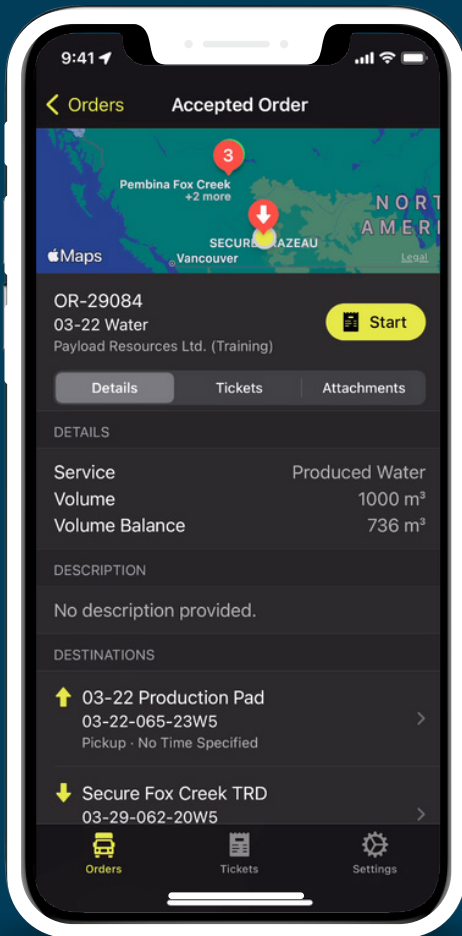 9:41
Orders
Accepted Order
3
Pembina Fox Creek
+2 more
NORT
AMERI
SECURE
AZEAU
Vancouver
Maps
Legal
OR-29084
03-22 Water
Payload Resources Ltd. (Training)
Start
Details Tickets Attachments
DETAILS
Service Produced Water
Volume 1000 m³
Volume Balance 736 m³
DESCRIPTION
No description provided.
DESTINATIONS
03-22 Production Pad
03-22-065-23W5
Pickup · No Time Specified
Secure Fox Creek TRD
03-29-062-20W5
Orders Tickets Settings